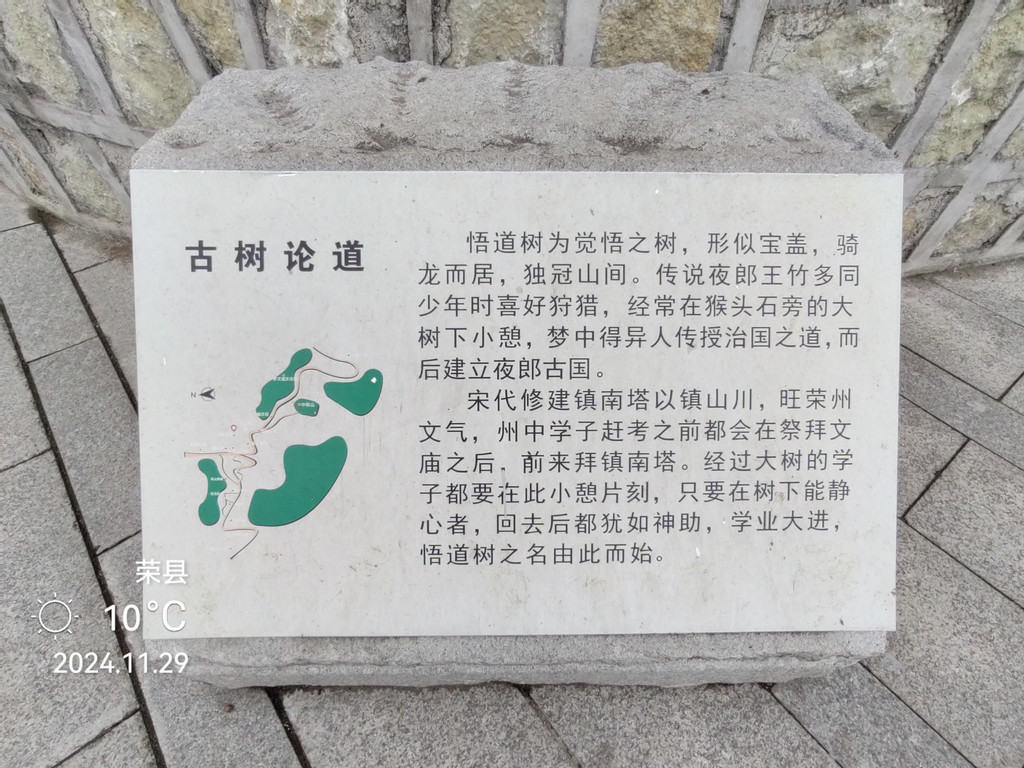 古树论道
悟道树为觉悟之树，形似宝盖，骑
龙而居，独冠山间。传说夜郎王竹多同
少年时喜好狩猎，经常在猴头石旁的大
树下小憩，梦中得异人传授治国之道，而
后建立夜郎古国。
宋代修建镇南塔以镇山川，旺荣州
文气，州中学子赶考之前都会在祭拜文
庙之后，前来拜镇南塔。经过大树的学
子都要在此小憩片刻，只要在树下能静
心者，回去后都犹如神助，学业大进，
悟道树之名由此而始。
N
荣县
10°C
2024.11.29